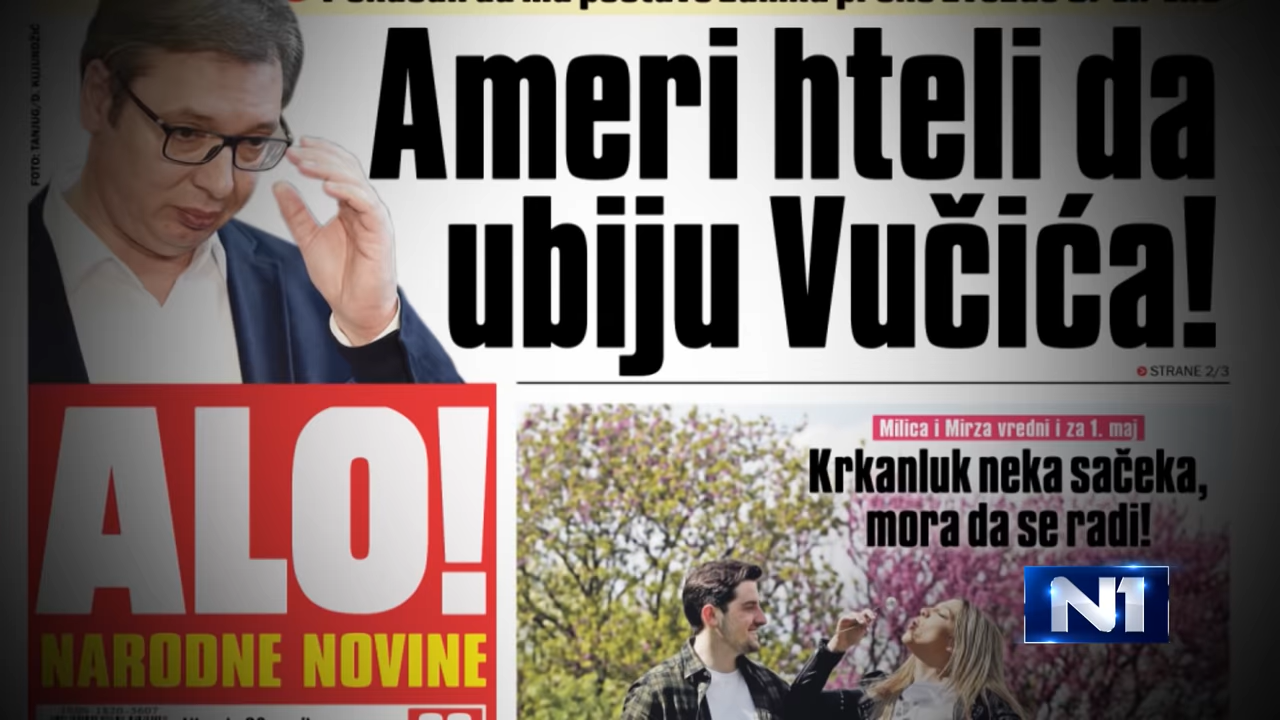 FOTO: TANJUG/D. KUJUNDŽIĆ
Ameri hteli da
ubiju Vučića!
STRANE 2/3
ALO!
NARODNE NOVINE
Milica i Mirza vredni i za 1. maj
Krkanluk neka sačeka,
mora da se radi!
N1